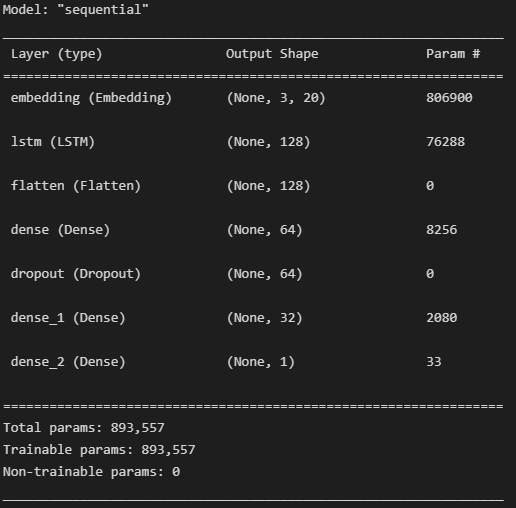 Model: "sequential"
Layer (type) Output Shape Param #
embedding (Embedding) (None, 3, 20) 806900
lstm (LSTM) (None, 128) 76288
flatten (Flatten) (None, 128) 0
dense (Dense) (None, 64) 8256
dropout (Dropout) (None, 64) 0
dense_1 (Dense) (None, 32) 2080
dense_2 (Dense) (None, 1) 33
Total params: 893,557
Trainable params: 893,557
Non-trainable params: 0